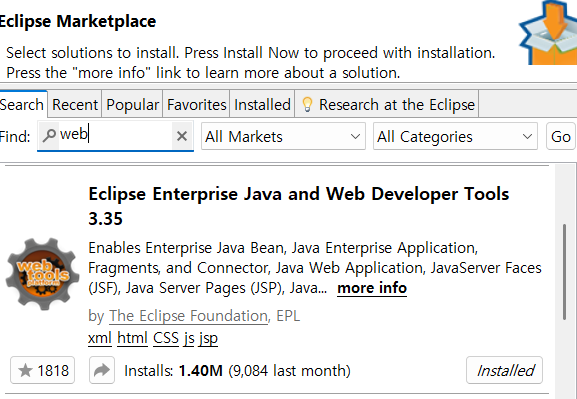 Eclipse Marketplace
Select solutions to install. Press Install Now to proceed with installation.
Press the "more info" link to learn more about a solution.
Search Recent Popular Favorites Installed Research at the Eclipse
Find: web All Markets All Categories Go
Eclipse Enterprise Java and Web Developer Tools
3.35
Enables Enterprise Java Bean, Java Enterprise Application,
Fragments, and Connector, Java Web Application, JavaServer Faces
(JSF), Java Server Pages (JSP), Java... more info
web
tools
platform
by The Eclipse Foundation, EPL
xml html CSS js jsp
1818 Installs: 1.40M (9,084 last month) Installed